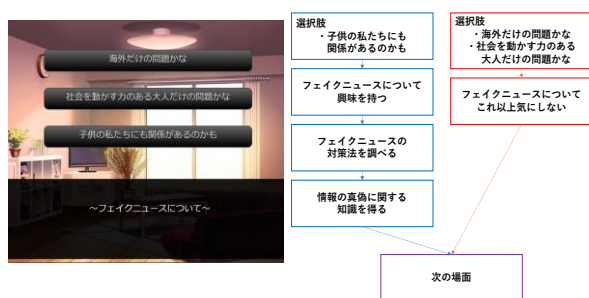 海外だけの問題かな
社会を動かす力のある大人だけの問題かな
子供の私たちにも関係があるのかも
～フェイクニュースについて～
選択肢
・子供の私たちにも
関係があるのかも
フェイクニュースについて
興味を持つ
フェイクニュースの
対策法を調べる
情報の真偽に関する
知識を得る
選択肢
・海外だけの問題かな
・社会を動かす力のある
大人だけの問題かな
フェイクニュースについて
これ以上気にしない
次の場面